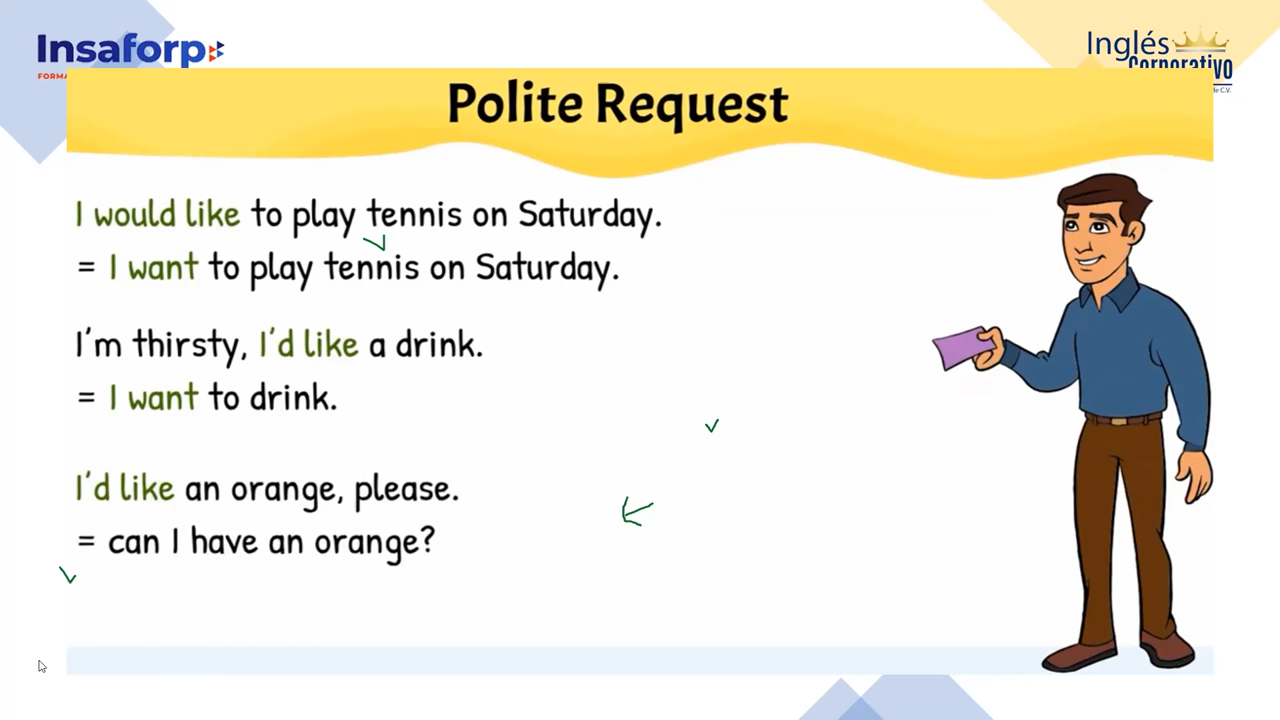 Insaforp
Inglés
Corporativo
Polite Request
I would like to play tennis on Saturday.
= I want to play tennis on Saturday.
I'm thirsty, I'd like a drink.
= I want to drink.
I'd like an orange, please.
= can I have an orange?